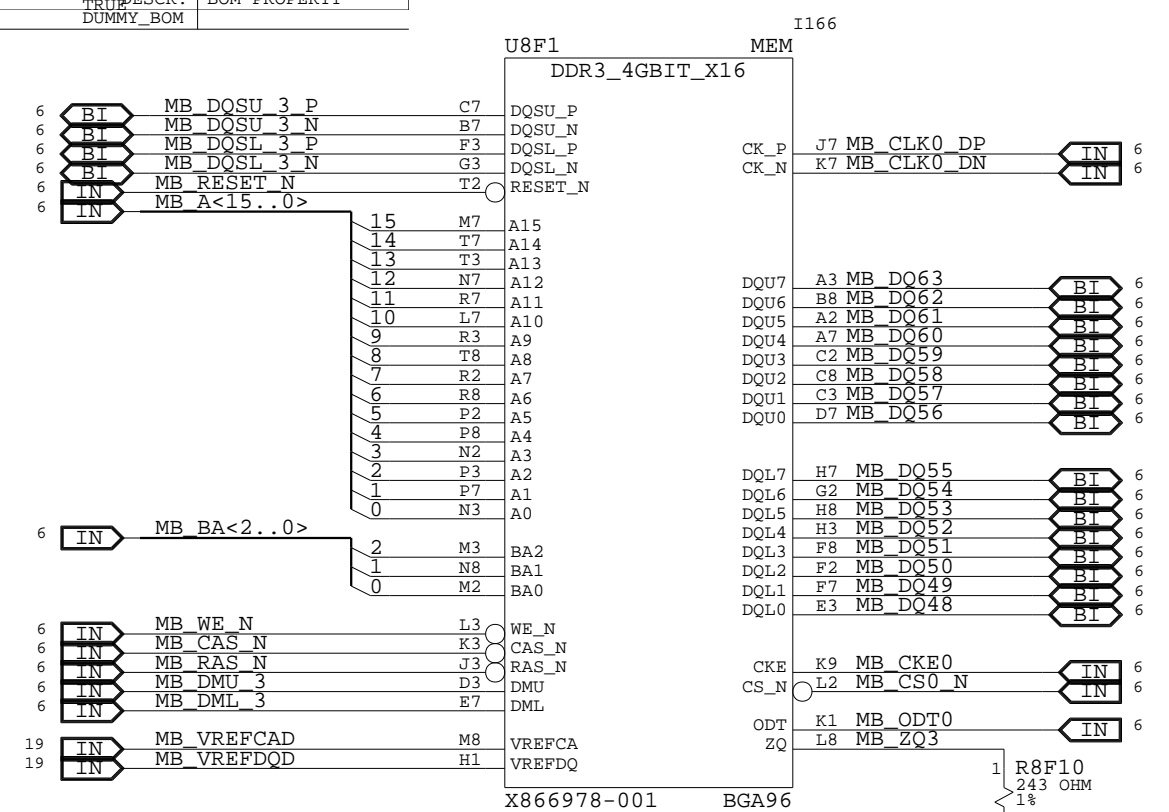 DESCR: BOM PROPERTY
TRUE
DUMMY_BOM
I166
U8F1 MEM
DDR3_4GBIT_X16
6 BI MB_DQSU_3_P C7 DQSU_P
6 BI MB_DQSU_3_N B7 DQSU_N
6 BI MB_DQSL_3_P F3 DQSL_P CK_P J7 MB_CLK0_DP IN 6
6 BI MB_DQSL_3_N G3 DQSL_N CK_N K7 MB_CLK0_DN IN 6
6 IN MB_RESET_N T2 RESET_N
6 IN MB_A<15..0>
15 M7 A15
14 T7 A14
13 T3 A13
12 N7 A12 DQU7 A3 MB_DQ63 BI 6
11 R7 A11 DQU6 B8 MB_DQ62 BI 6
10 L7 A10 DQU5 A2 MB_DQ61 BI 6
9 R3 A9 DQU4 A7 MB_DQ60 BI 6
8 T8 A8 DQU3 C2 MB_DQ59 BI 6
7 R2 A7 DQU2 C8 MB_DQ58 BI 6
6 R8 A6 DQU1 C3 MB_DQ57 BI 6
5 P2 A5 DQU0 D7 MB_DQ56 BI 6
4 P8 A4
3 N2 A3
2 P3 A2 DQL7 H7 MB_DQ55 BI 6
1 P7 A1 DQL6 G2 MB_DQ54 BI 6
0 N3 A0 DQL5 H8 MB_DQ53 BI 6
6 IN MB_BA<2..0> DQL4 H3 MB_DQ52 BI 6
2 M3 BA2 DQL3 F8 MB_DQ51 BI 6
1 N8 BA1 DQL2 F2 MB_DQ50 BI 6
0 M2 BA0 DQL1 F7 MB_DQ49 BI 6
DQL0 E3 MB_DQ48 BI 6
6 IN MB_WE_N L3 WE_N
6 IN MB_CAS_N K3 CAS_N
6 IN MB_RAS_N J3 RAS_N CKE K9 MB_CKE0 IN 6
6 IN MB_DMU_3 D3 DMU CS_N L2 MB_CS0_N IN 6
6 IN MB_DML_3 E7 DML
ODT K1 MB_ODT0 IN 6
19 IN MB_VREFCAD M8 VREFCA ZQ L8 MB_ZQ3
19 IN MB_VREFDQD H1 VREFDQ
1 R8F10
243 OHM
1%
X866978-001 BGA96